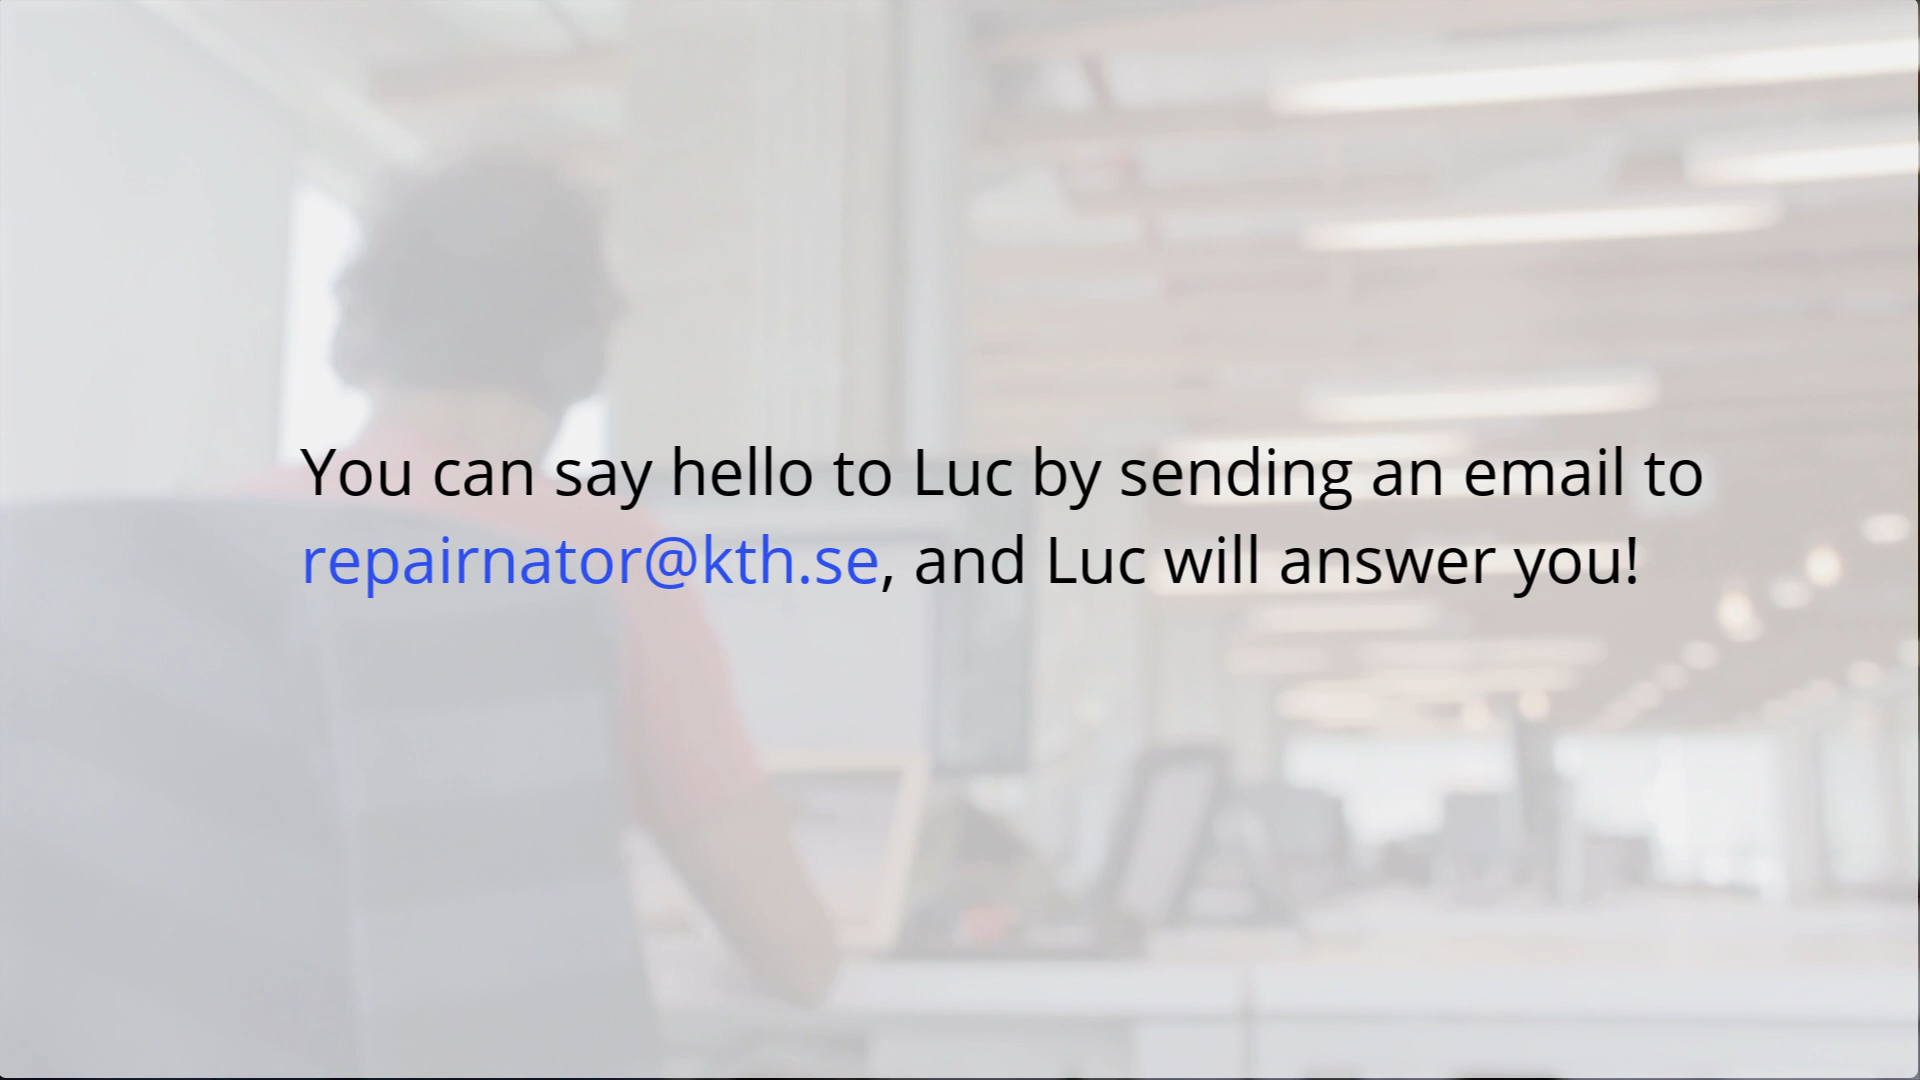 You can say hello to Luc by sending an email to
repairnator@kth.se, and Luc will answer you!